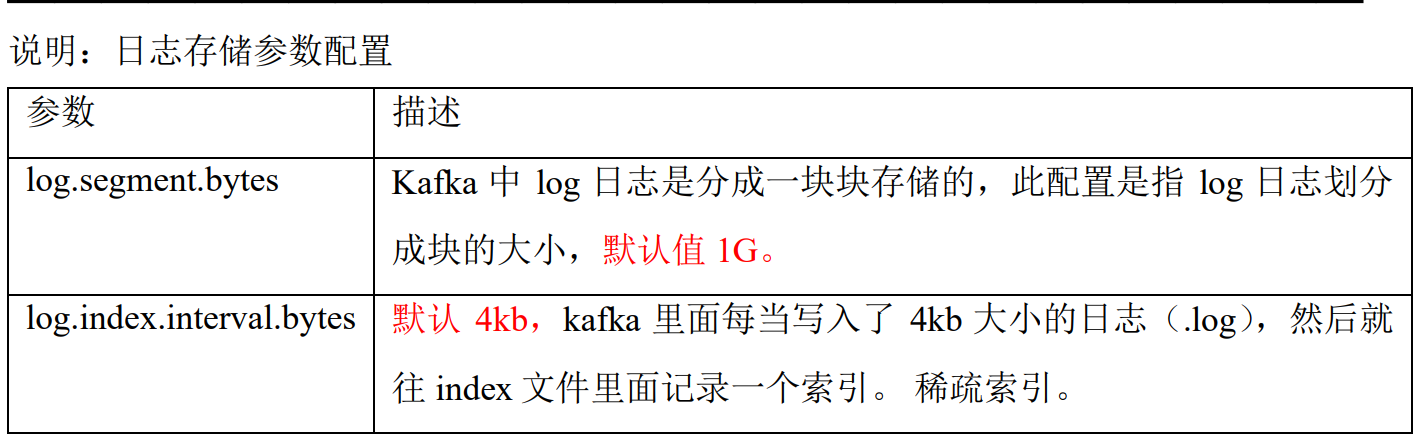 说明：日志存储参数配置
参数
描述
log.segment.bytes
Kafka 中 log 日志是分成一块块存储的，此配置是指 log 日志划分
成块的大小，默认值 1G。
log.index.interval.bytes
默认 4kb，kafka 里面每当写入了 4kb 大小的日志（.log），然后就
往 index 文件里面记录一个索引。 稀疏索引。